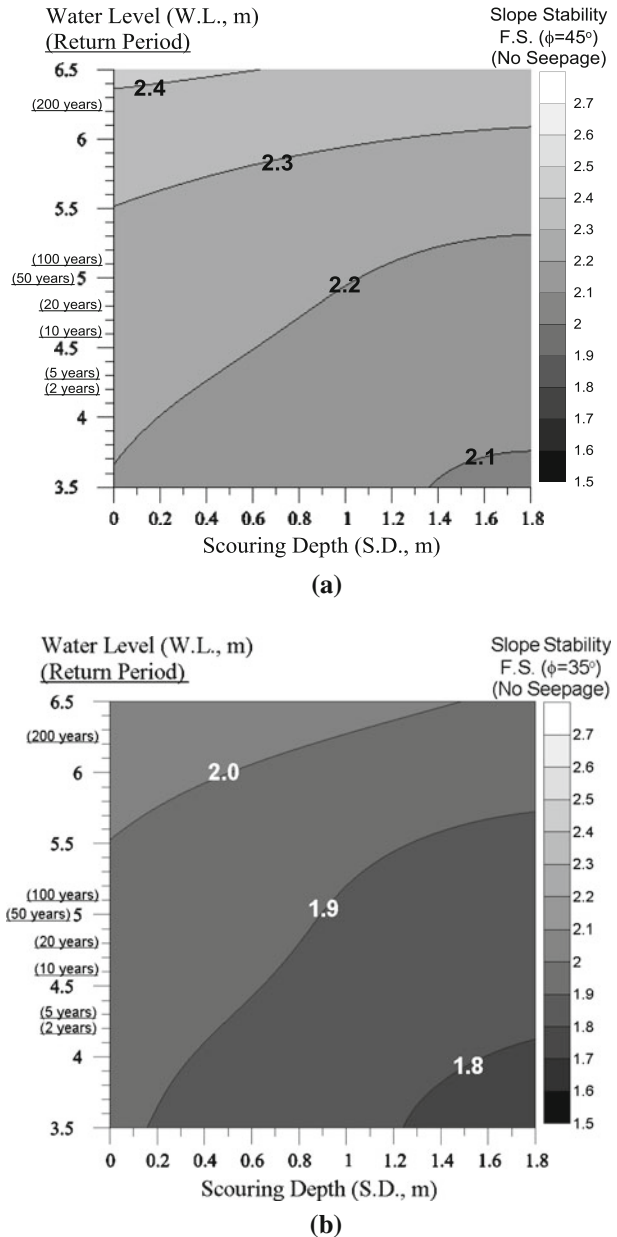 Water Level (W.L., m)
(Return Period)
Slope Stability
F.S. (ϕ=45°)
(No Seepage)
6.5
(200 years)
6
5.5
(100 years)
(50 years) 5
(20 years)
(10 years)
4.5
(5 years)
(2 years)
4
3.5
2.4
2.3
2.2
2.1
2.7
2.6
2.5
2.4
2.3
2.2
2.1
2
1.9
1.8
1.7
1.6
1.5
0 0.2 0.4 0.6 0.8 1 1.2 1.4 1.6 1.8
Scouring Depth (S.D., m)
(a)
Water Level (W.L., m)
(Return Period)
Slope Stability
F.S. (ϕ=35°)
(No Seepage)
6.5
(200 years)
6
5.5
(100 years)
(50 years) 5
(20 years)
(10 years)
4.5
(5 years)
(2 years)
4
3.5
2.0
1.9
1.8
2.7
2.6
2.5
2.4
2.3
2.2
2.1
2
1.9
1.8
1.7
1.6
1.5
0 0.2 0.4 0.6 0.8 1 1.2 1.4 1.6 1.8
Scouring Depth (S.D., m)
(b)